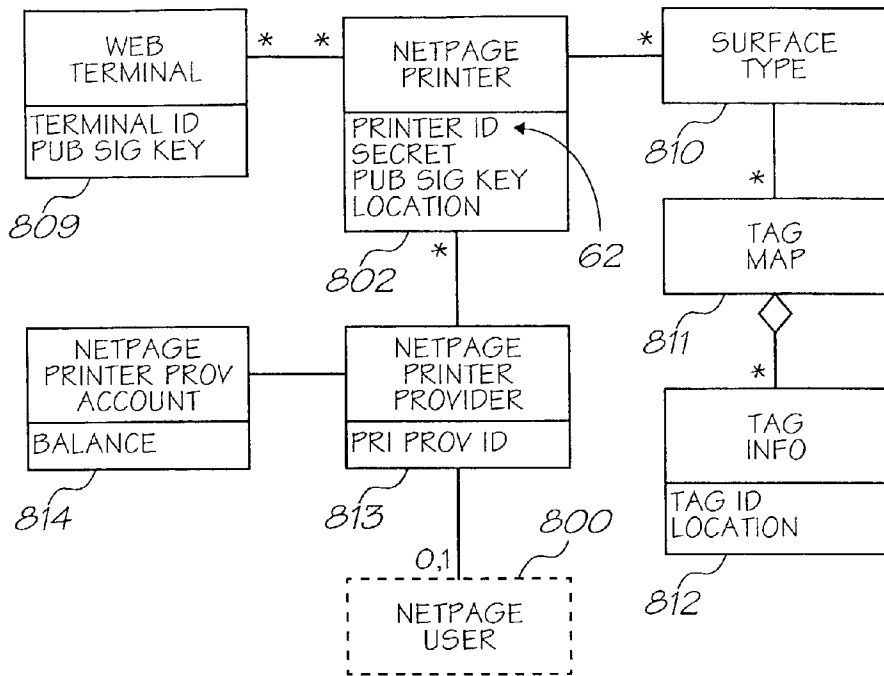 WEB
TERMINAL
TERMINAL ID
PUB SIG KEY
809
*
*
NETPAGE
PRINTER
PRINTER ID
SECRET
PUB SIG KEY
LOCATION
802
62
*
*
SURFACE
TYPE
810
*
TAG
MAP
811
*
NETPAGE
PRINTER PROV
ACCOUNT
BALANCE
814
NETPAGE
PRINTER
PROVIDER
PRI PROV ID
813
TAG
INFO
TAG ID
LOCATION
812
0,1
800
NETPAGE
USER